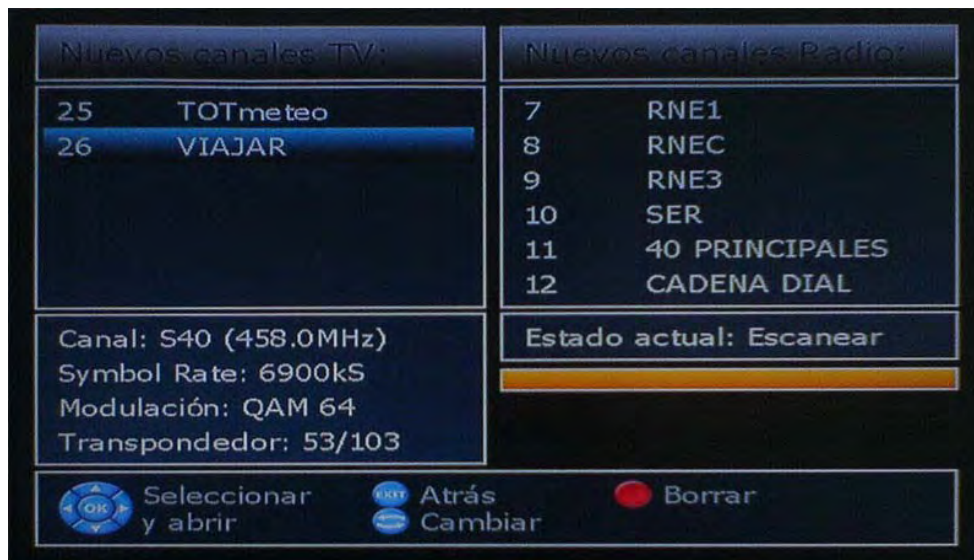 Nuevos canales TV:
25 TOTmeteo
26 VIAJAR
Nuevos canales Radio:
7 RNE1
8 RNEC
9 RNE3
10 SER
11 40 PRINCIPALES
12 CADENA DIAL
Canal: S40 (458.0MHz)
Symbol Rate: 6900kS
Modulación: QAM 64
Transpondedor: 53/103
Estado actual: Escanear
OK Seleccionar y abrir
EXIT Atrás
Cambiar
Borrar